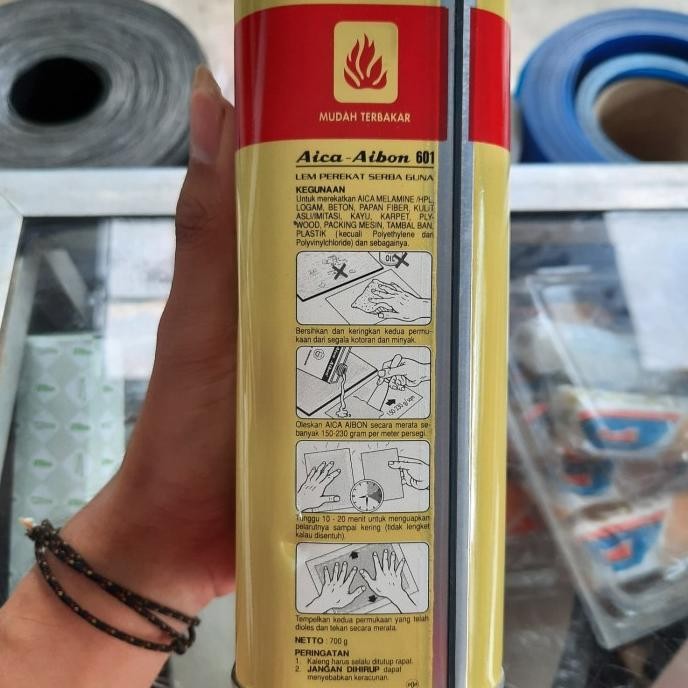 MUDAH TERBAKAR
Aica-Aibon 601
LEM PEREKAT SERBA GUNA
KEGUNAAN
Untuk merekatkan AICA MELAMINE /HPL,
LOGAM, BETON, PAPAN FIBER, KULIT
ASLI/IMITASI, KAYU, KARPET, PLY-
WOOD, PACKING MESIN, TAMBAL BAN,
PLASTIK (kecuali Polyethylene dan
Polyvinylchloride) dan sebagainya.
OIL
Bersihkan dan keringkan kedua permu-
kaan dari segala kotoran dan minyak.
150-230 g/sqm
Oleskan AICA AIBON secara merata se-
banyak 150-230 gram per meter persegi.
Tunggu 10 - 20 menit untuk menguapkan
pelarutnya sampai kering (tidak lengket
kalau disentuh).
Tempelkan kedua permukaan yang telah
dioles dan tekan secara merata.
NETTO : 700 g
PERINGATAN
1. Kaleng harus selalu ditutup rapat.
2. JANGAN DIHIRUP dapat
menyebabkan keracunan.